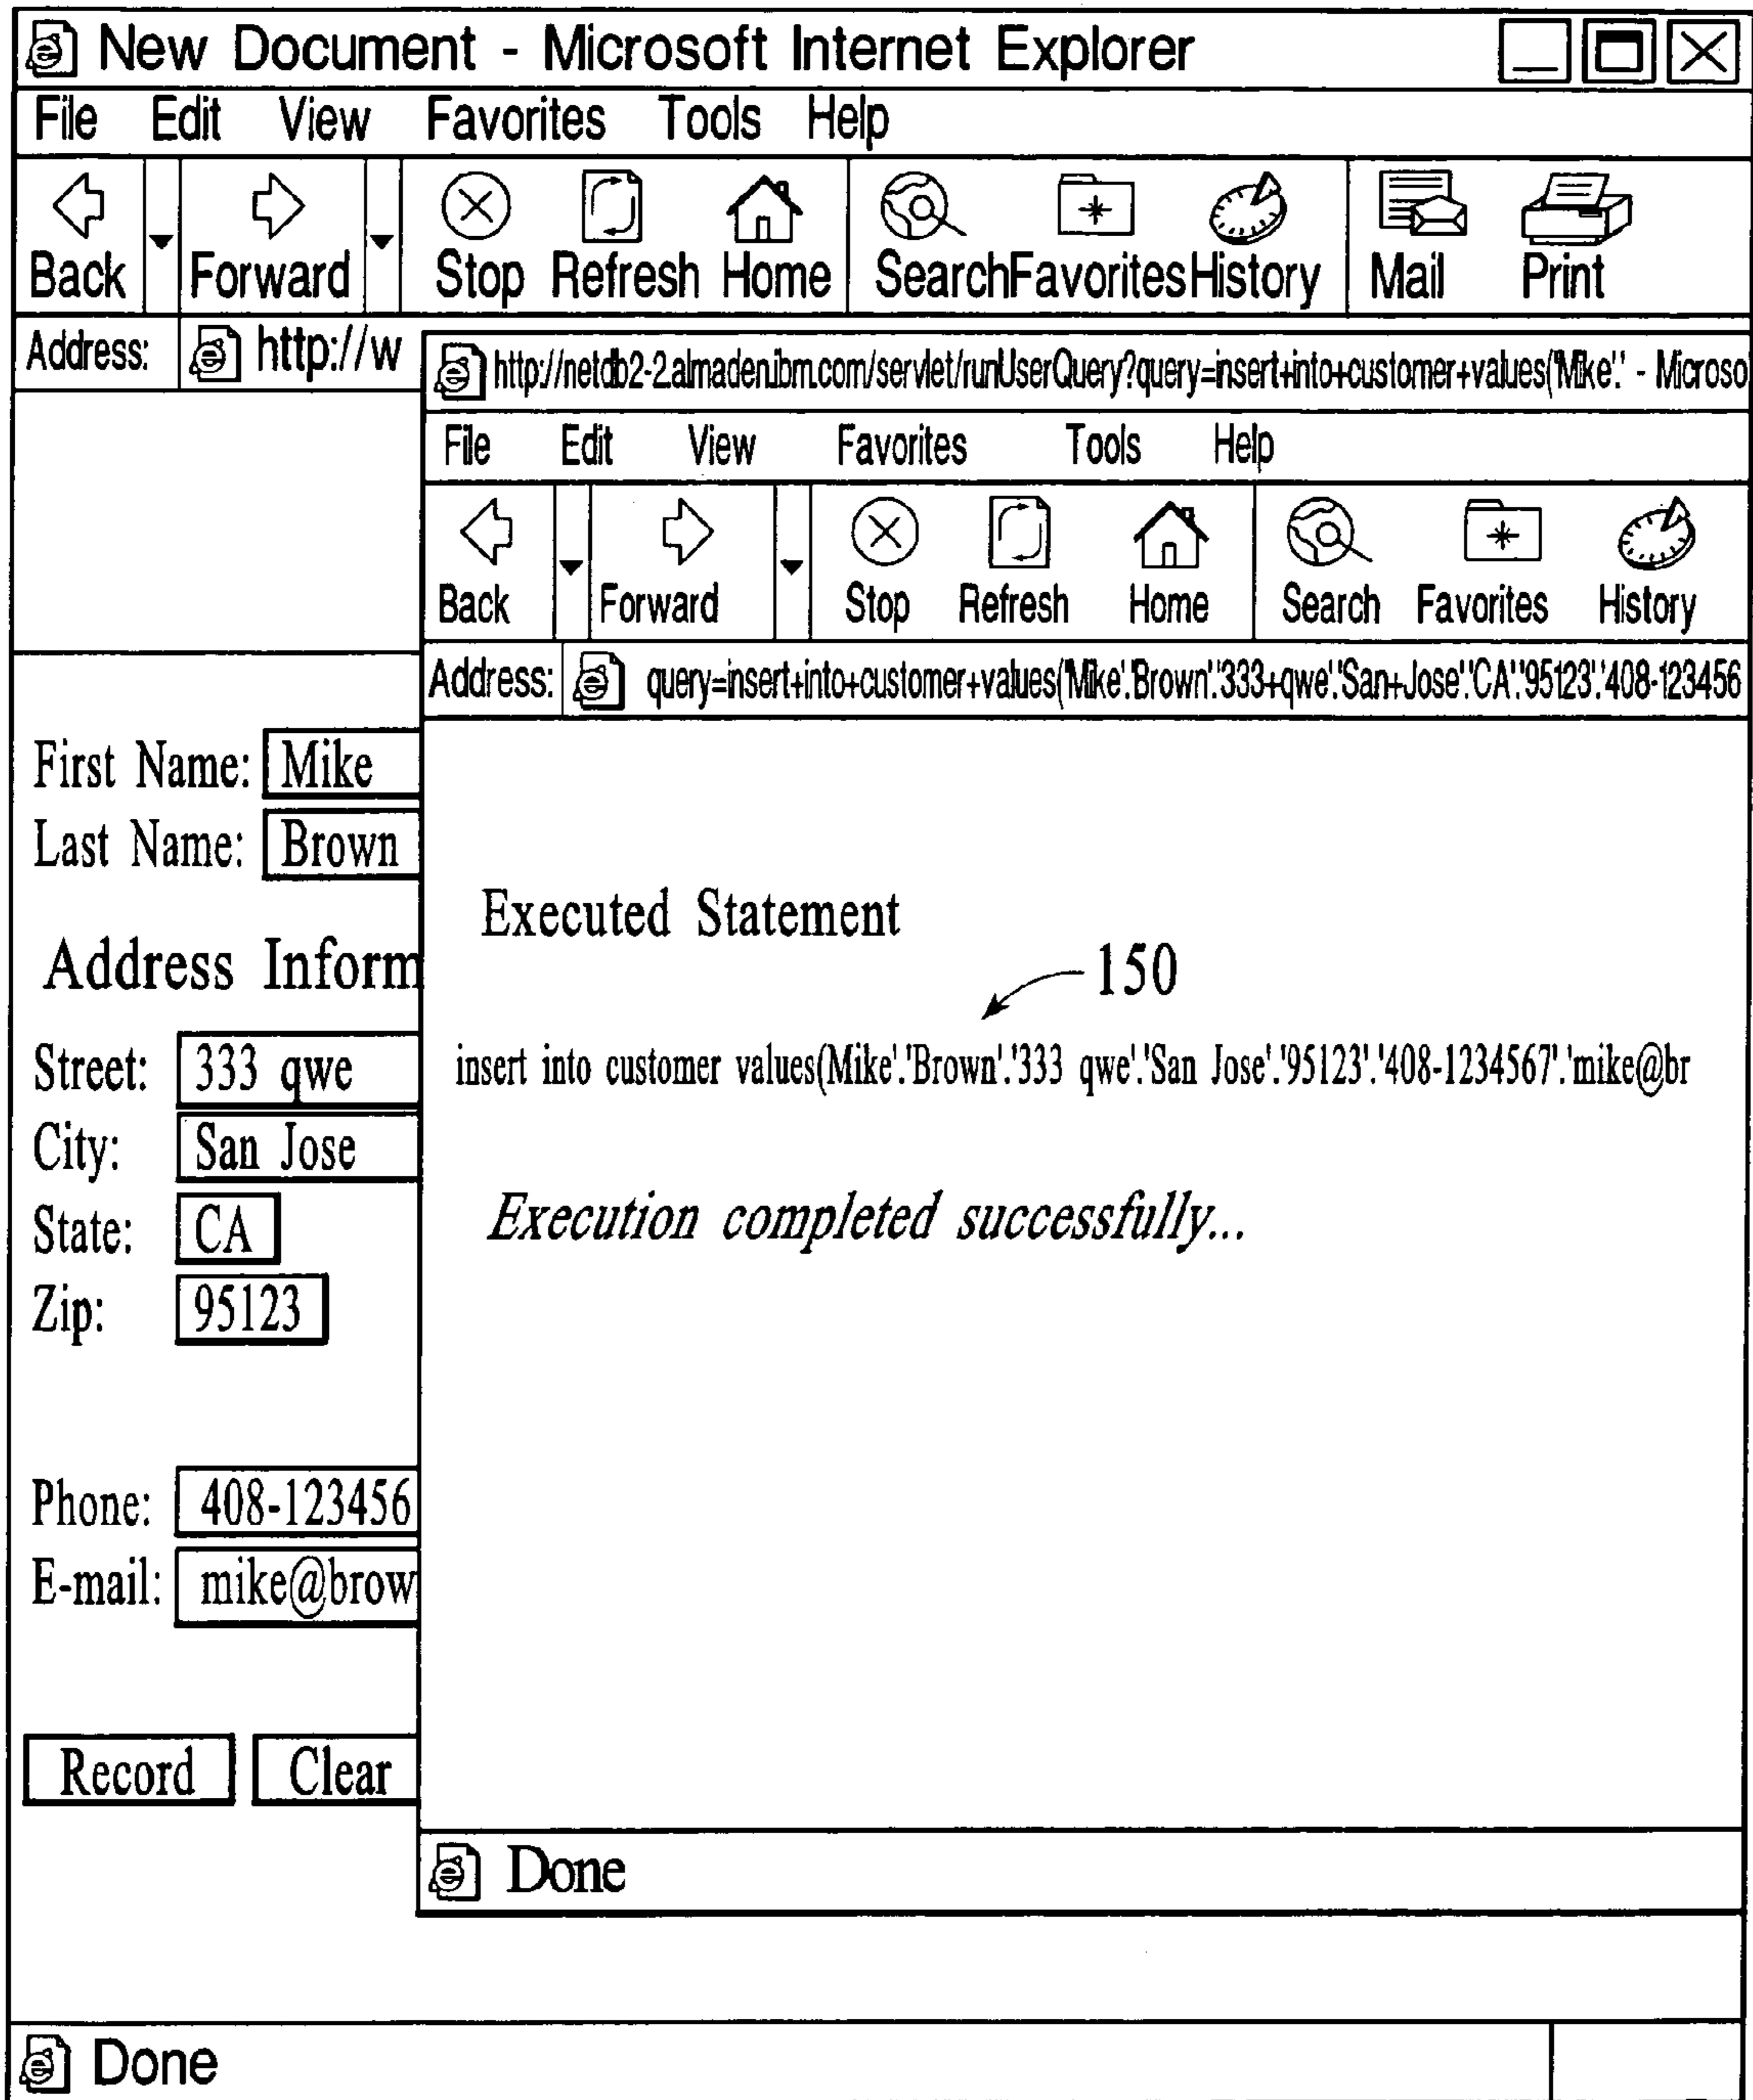 New Document - Microsoft Internet Explorer
File Edit View Favorites Tools Help
Back Forward Stop Refresh Home Search Favorites History Mail Print
Address: http://w
http://netdb2-2.almaden.ibm.com/servlet/runUserQuery?query=insert+into+customer+values('Mike'.' - Microso
File Edit View Favorites Tools Help
Back Forward Stop Refresh Home Search Favorites History
Address: query=insert+into+customer+values('Mike'.'Brown'.'333+qwe'.'San+Jose'.'CA'.'95123'.'408-123456
First Name: Mike
Last Name: Brown
Executed Statement
Address Inform
150
Street: 333 qwe
insert into customer values(Mike'.'Brown'.'333 qwe'.'San Jose'.'95123'.'408-1234567'.'mike@br
City: San Jose
State: CA
Execution completed successfully...
Zip: 95123
Phone: 408-123456
E-mail: mike@brow
Record Clear
Done
Done